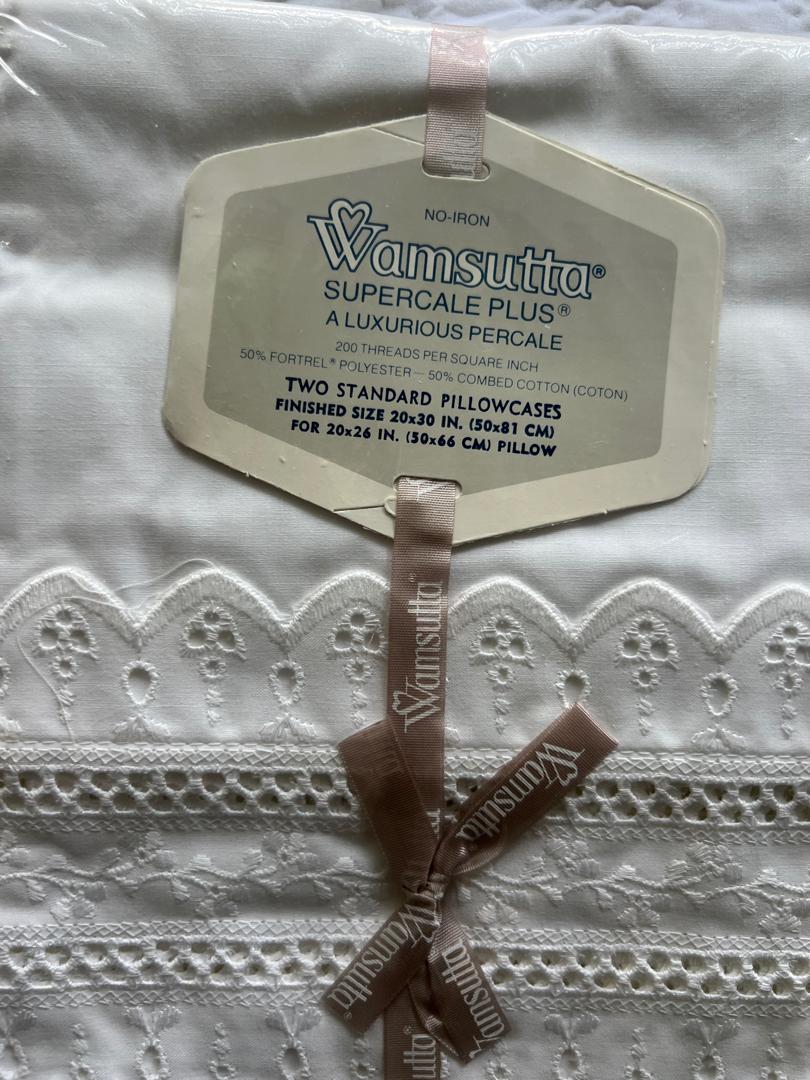 NO-IRON
Wamsutta®
SUPERCALE PLUS®
A LUXURIOUS PERCALE
200 THREADS PER SQUARE INCH
50% FORTREL® POLYESTER — 50% COMBED COTTON (COTON)
TWO STANDARD PILLOWCASES
FINISHED SIZE 20x30 IN. (50x81 CM)
FOR 20x26 IN. (50x66 CM) PILLOW
Wamsutta®
Wamsutta
Wamsutta®
Wamsutta